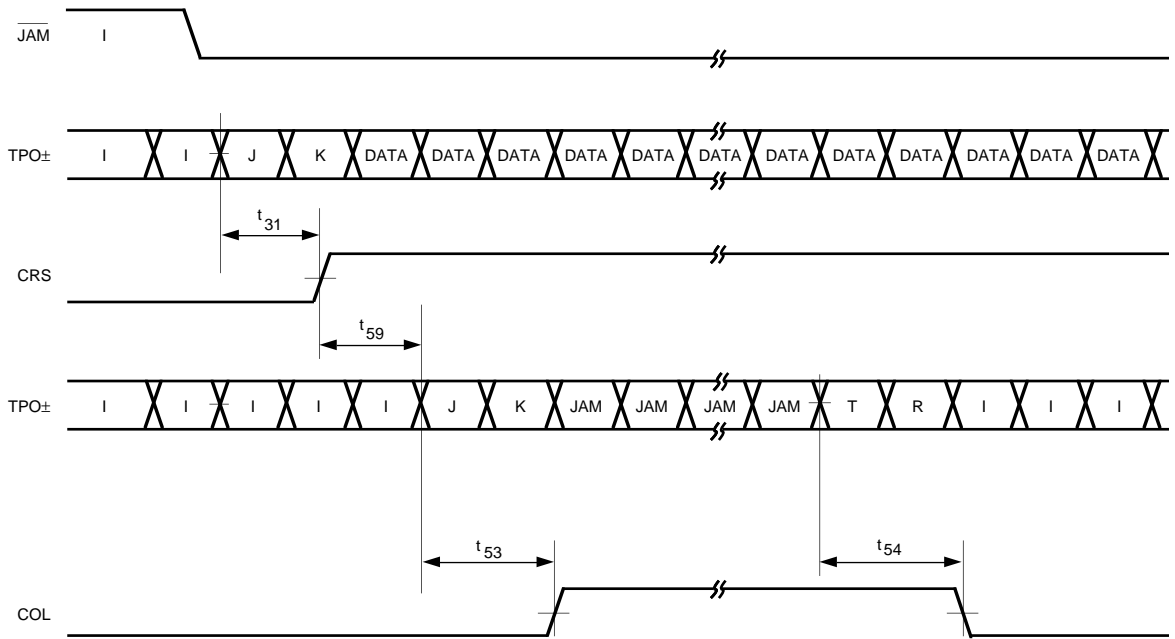 JAM I
TPO± I I J K DATA DATA DATA DATA DATA DATA DATA DATA DATA DATA DATA DATA
t31
CRS
t59
TPO± I I I I I J K JAM JAM JAM JAM T R I I I
t53 t54
COL